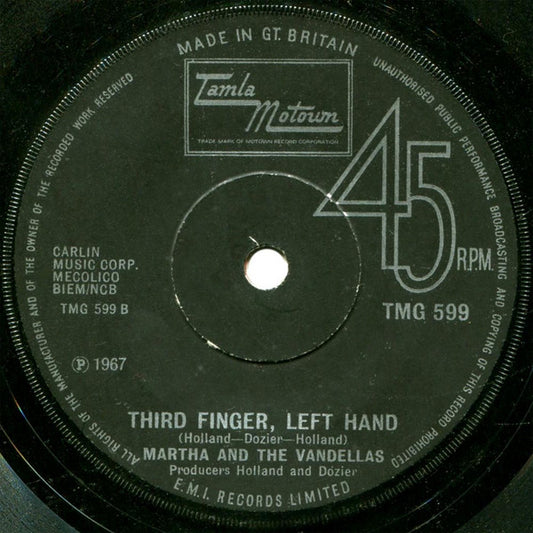 MADE IN GT. BRITAIN
UNAUTHORISED PUBLIC PERFORMANCE BROADCASTING AND COPYING OF THIS RECORD PROHIBITED
ALL RIGHTS OF THE MANUFACTURER AND OF THE OWNER OF THE RECORDED WORK RESERVED
Tamla
Motown
TRADE MARK OF MOTOWN RECORD CORPORATION
45
R.P.M.
CARLIN
MUSIC CORP.
MECOLICO
BIEM/NCB
TMG 599 B
TMG 599
Ⓟ 1967
THIRD FINGER, LEFT HAND
(Holland—Dozier—Holland)
MARTHA AND THE VANDELLAS
Producers Holland and Dozier
E.M.I. RECORDS LIMITED